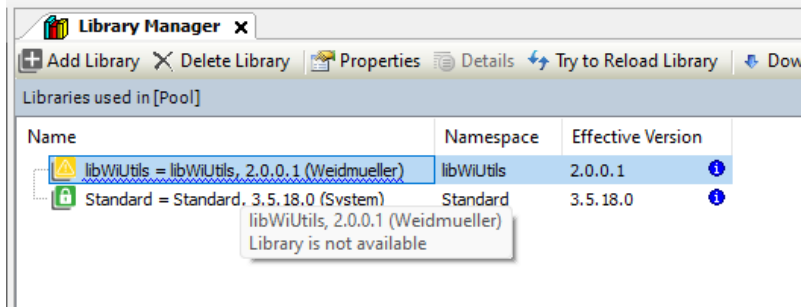 Library Manager x
Add Library Delete Library Properties Details Try to Reload Library Dow
Libraries used in [Pool]
Name Namespace Effective Version
libWiUtils = libWiUtils, 2.0.0.1 (Weidmueller) libWiUtils 2.0.0.1
Standard = Standard, 3.5.18.0 (System) Standard 3.5.18.0
libWiUtils, 2.0.0.1 (Weidmueller)
Library is not available